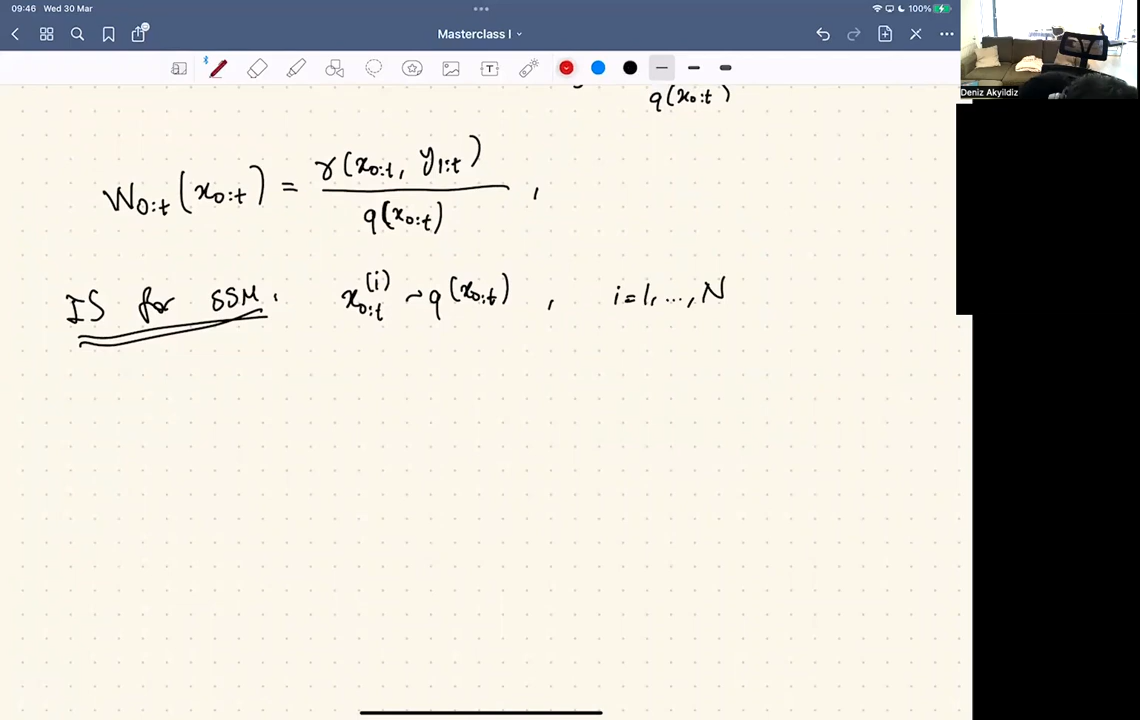 09:46 Wed 30 Mar
100%
Masterclass I
Deniz Akyildiz
q(x₀:t)
W₀:t(x₀:t) = γ(x₀:t, y₁:t) / q(x₀:t) ,
IS for SSM. x₀:t⁽ⁱ⁾ ~ q(x₀:t) , i=1, ..., N